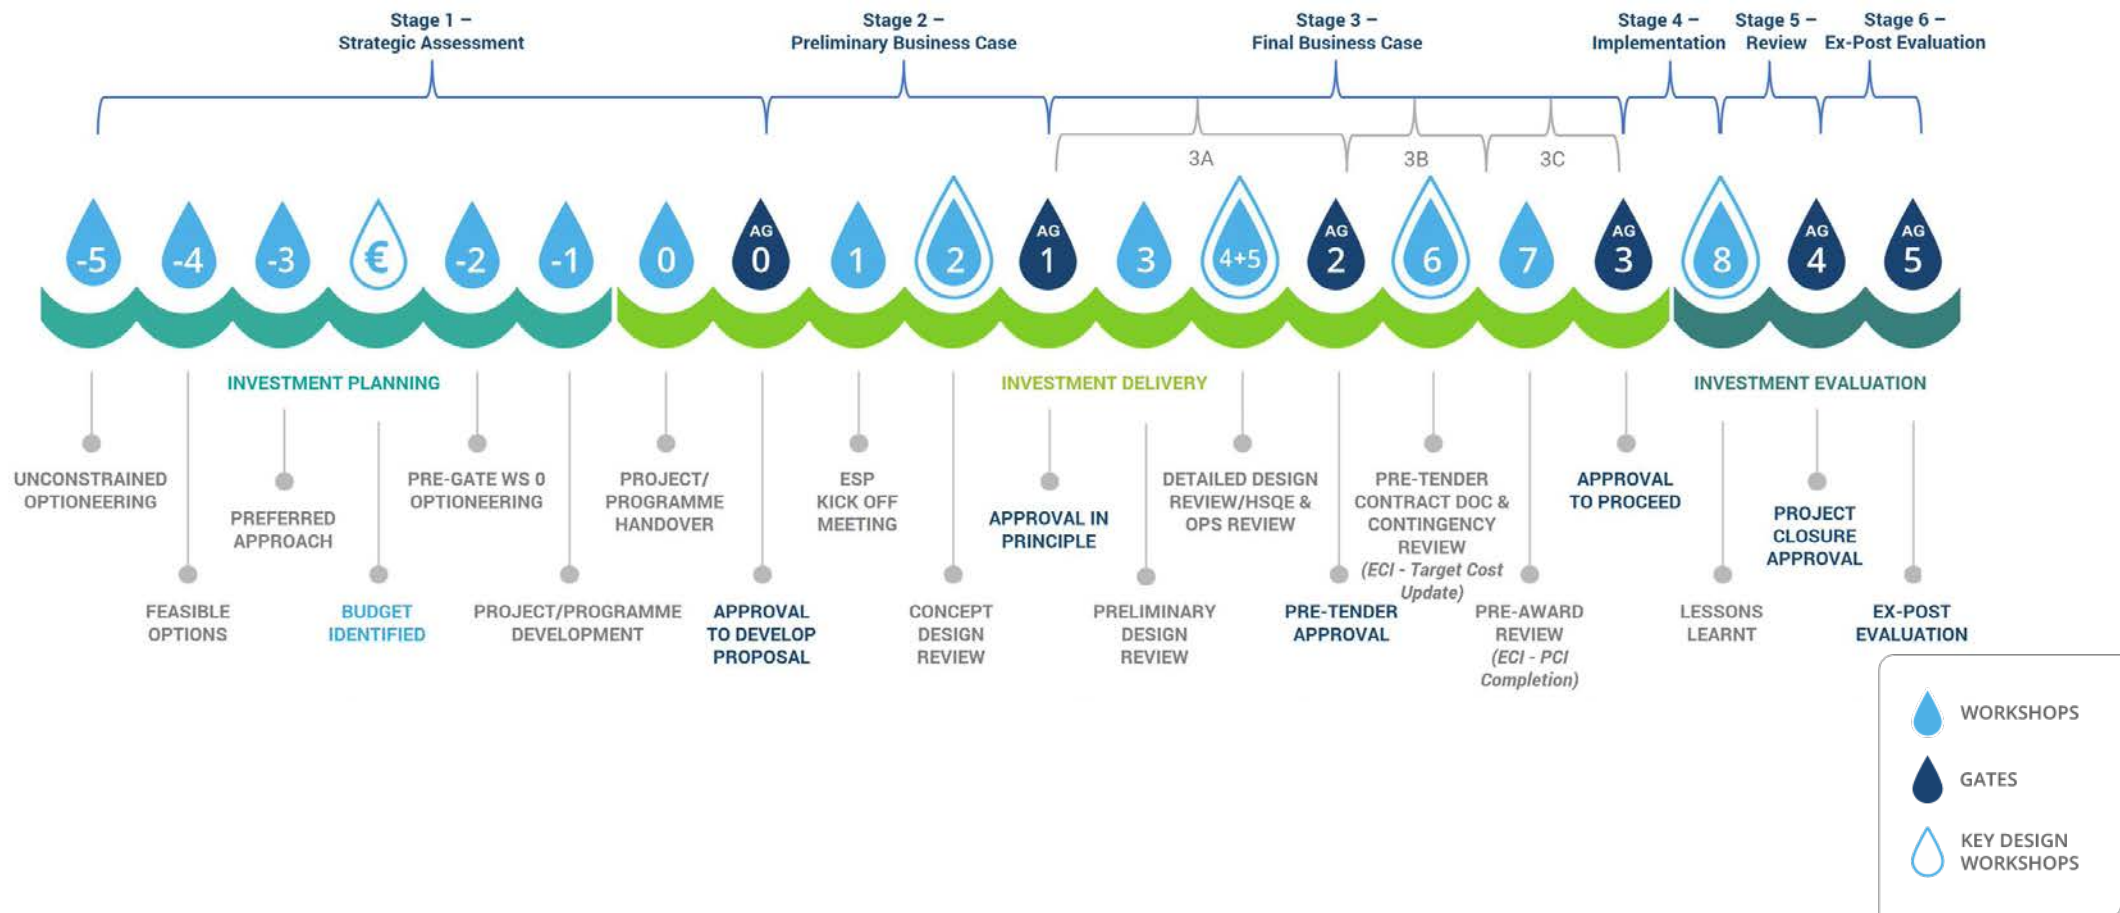 Stage 1 –
Strategic Assessment
Stage 2 –
Preliminary Business Case
Stage 3 –
Final Business Case
Stage 4 –
Implementation
Stage 5 –
Review
Stage 6 –
Ex-Post Evaluation
3A
3B
3C
-5
-4
-3
€
-2
-1
0
AG
0
1
2
AG
1
3
4+5
AG
2
6
7
AG
3
8
AG
4
AG
5
INVESTMENT PLANNING
INVESTMENT DELIVERY
INVESTMENT EVALUATION
UNCONSTRAINED
OPTIONEERING
FEASIBLE
OPTIONS
PREFERRED
APPROACH
BUDGET
IDENTIFIED
PRE-GATE WS 0
OPTIONEERING
PROJECT/PROGRAMME
DEVELOPMENT
PROJECT/
PROGRAMME
HANDOVER
APPROVAL
TO DEVELOP
PROPOSAL
ESP
KICK OFF
MEETING
CONCEPT
DESIGN
REVIEW
APPROVAL IN
PRINCIPLE
PRELIMINARY
DESIGN
REVIEW
DETAILED DESIGN
REVIEW/HSQE &
OPS REVIEW
PRE-TENDER
APPROVAL
PRE-TENDER
CONTRACT DOC &
CONTINGENCY
REVIEW
(ECI - Target Cost
Update)
PRE-AWARD
REVIEW
(ECI - PCI
Completion)
APPROVAL
TO PROCEED
LESSONS
LEARNT
PROJECT
CLOSURE
APPROVAL
EX-POST
EVALUATION
WORKSHOPS
GATES
KEY DESIGN
WORKSHOPS